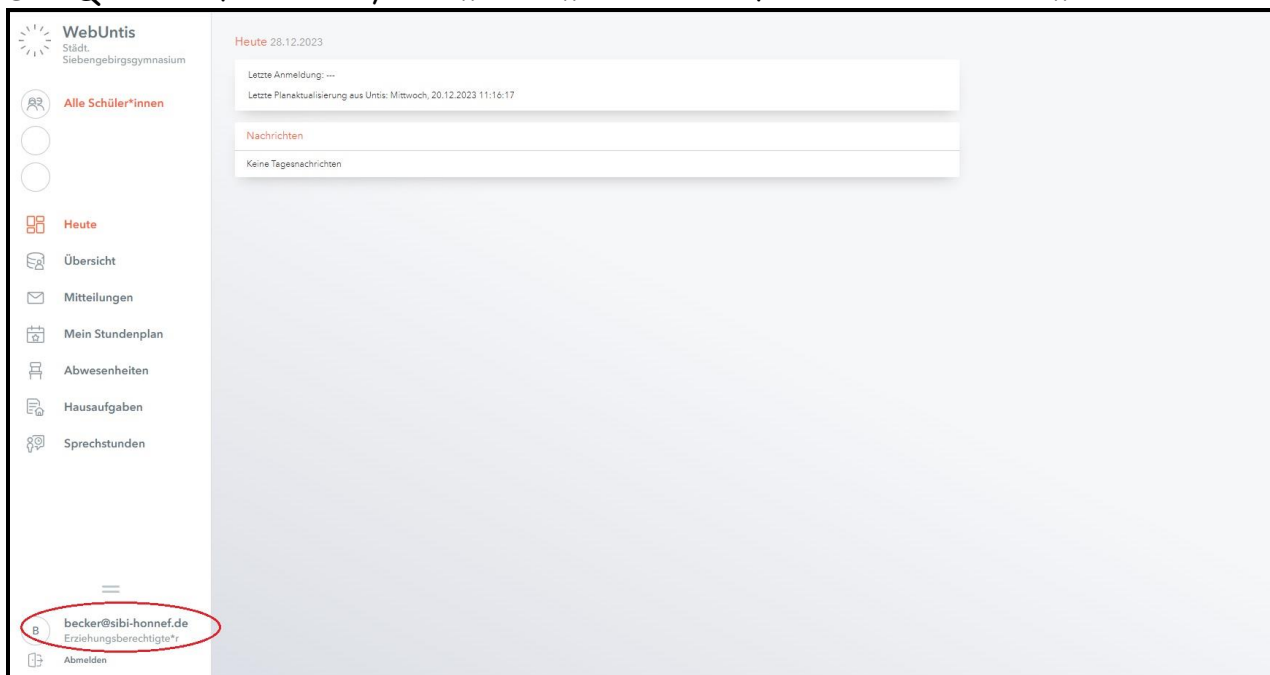 WebUntis
Städt.
Siebengebirgsgymnasium
Alle Schüler*innen
Heute
Übersicht
Mitteilungen
Mein Stundenplan
Abwesenheiten
Hausaufgaben
Sprechstunden
B
becker@sibi-honnef.de
Erziehungsberechtigte*r
Abmelden
Heute 28.12.2023
Letzte Anmeldung: ---
Letzte Planaktualisierung aus Untis: Mittwoch, 20.12.2023 11:16:17
Nachrichten
Keine Tagesnachrichten